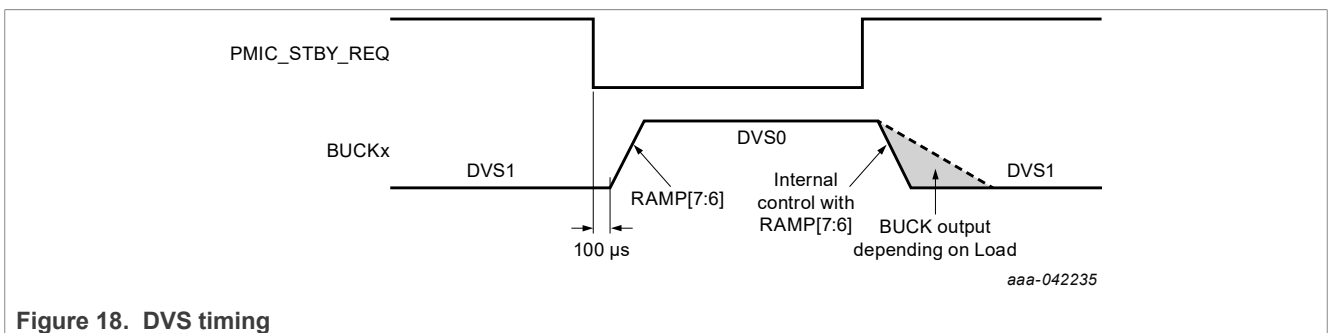 PMIC_STBY_REQ
BUCKx
DVS1
DVS0
DVS1
RAMP[7:6]
100 µs
Internal
control with
RAMP[7:6]
BUCK output
depending on Load
aaa-042235
Figure 18. DVS timing